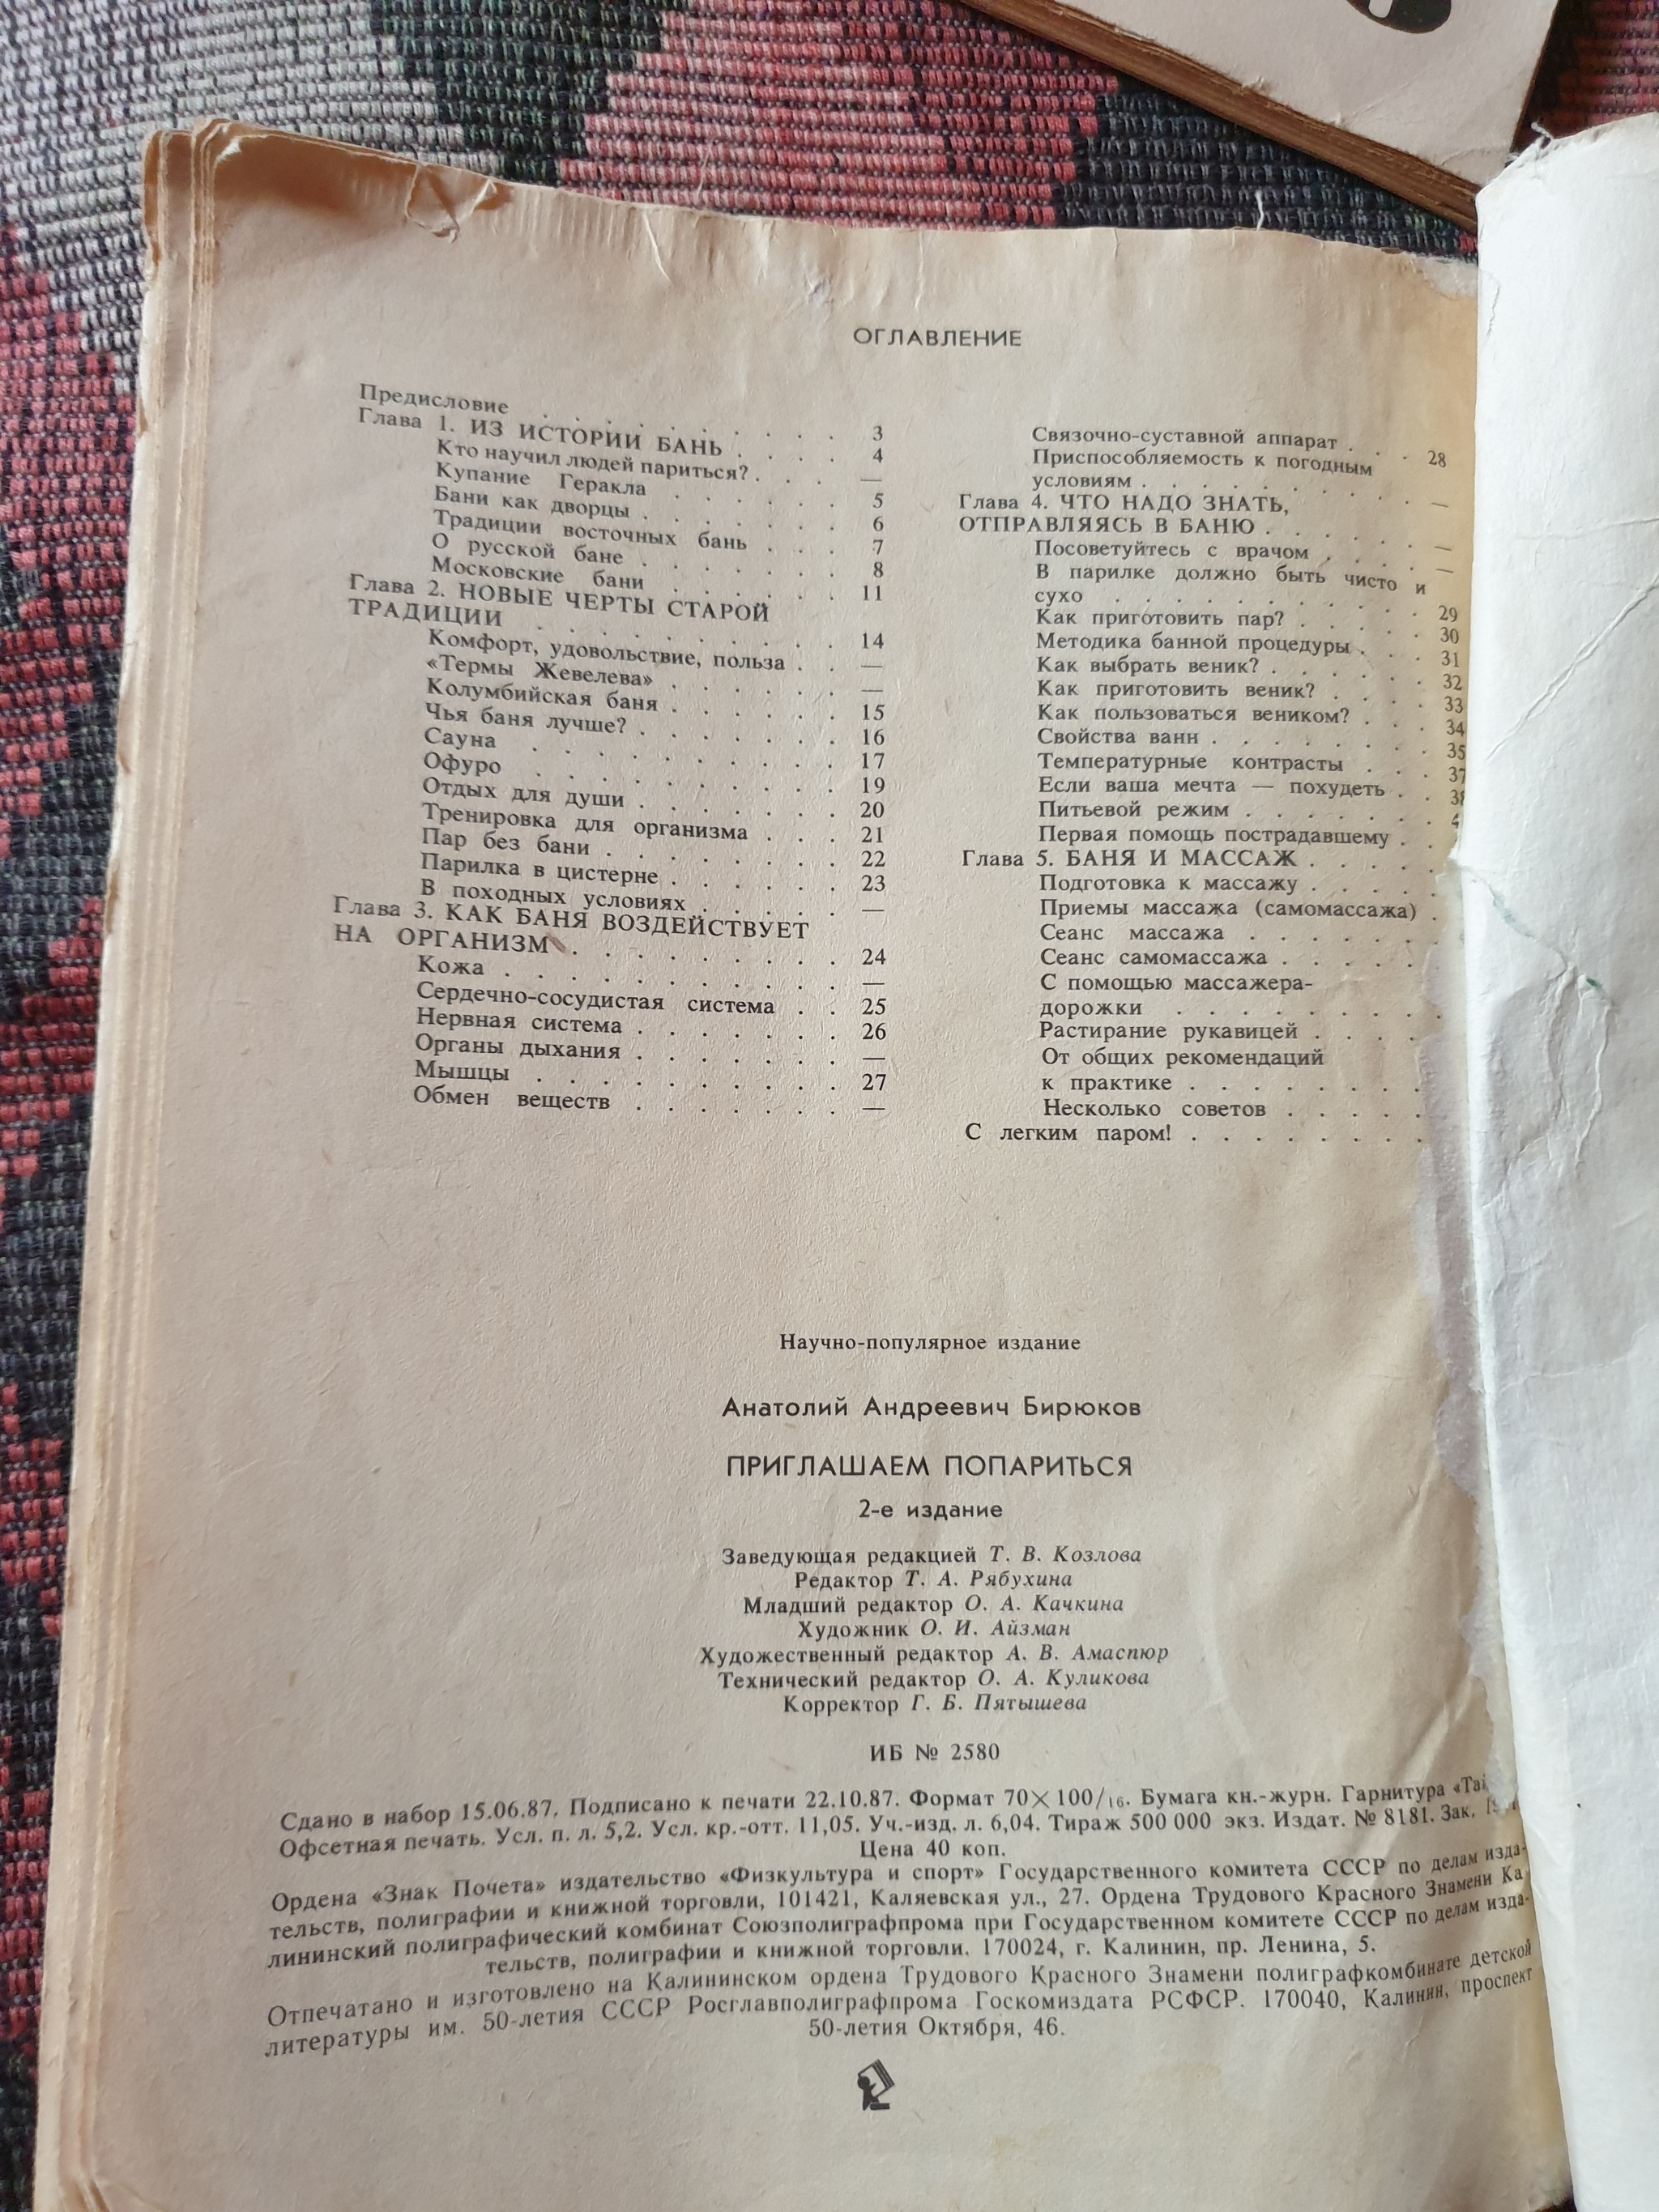 ОГЛАВЛЕНИЕ
Предисловие . . . . . . . . . . 3
Глава 1. ИЗ ИСТОРИИ БАНЬ . . . . 4
Кто научил людей париться? . . . —
Купание Геракла . . . . . . 5
Бани как дворцы . . . . . . . 6
Традиции восточных бань . . . 7
О русской бане . . . . . . . 8
Московские бани . . . . . . 11
Глава 2. НОВЫЕ ЧЕРТЫ СТАРОЙ
ТРАДИЦИИ . . . . . . . . . . 14
Комфорт, удовольствие, польза . . —
«Термы Жевелева» . . . . . . —
Колумбийская баня . . . . . . 15
Чья баня лучше? . . . . . . . 16
Сауна . . . . . . . . . . 17
Офуро . . . . . . . . . . 19
Отдых для души . . . . . . . 20
Тренировка для организма . . . 21
Пар без бани . . . . . . . . 22
Парилка в цистерне . . . . . . 23
В походных условиях . . . . . —
Глава 3. КАК БАНЯ ВОЗДЕЙСТВУЕТ
НА ОРГАНИЗМ . . . . . . . . . 24
Кожа . . . . . . . . . . . —
Сердечно-сосудистая система . . 25
Нервная система . . . . . . . 26
Органы дыхания . . . . . . . —
Мышцы . . . . . . . . . . 27
Обмен веществ . . . . . . . —
Связочно-суставной аппарат . . . 28
Приспособляемость к погодным
условиям . . . . . . . . . . —
Глава 4. ЧТО НАДО ЗНАТЬ,
ОТПРАВЛЯЯСЬ В БАНЮ . . . . . . —
Посоветуйтесь с врачом . . . . —
В парилке должно быть чисто и
сухо . . . . . . . . . . . 29
Как приготовить пар? . . . . . 30
Методика банной процедуры . . . 31
Как выбрать веник? . . . . . . 32
Как приготовить веник? . . . . 33
Как пользоваться веником? . . . 34
Свойства ванн . . . . . . . . 35
Температурные контрасты . . . 37
Если ваша мечта — похудеть . .
Питьевой режим . . . . . . .
Первая помощь пострадавшему . .
Глава 5. БАНЯ И МАССАЖ . . . . .
Подготовка к массажу . . . . .
Приемы массажа (самомассажа) .
Сеанс массажа . . . . . . .
Сеанс самомассажа . . . . . .
С помощью массажера-
дорожки . . . . . . . . .
Растирание рукавицей . . . .
От общих рекомендаций
к практике . . . . . . . .
Несколько советов . . . . .
С легким паром! . . . . . . . .
Научно-популярное издание
Анатолий Андреевич Бирюков
ПРИГЛАШАЕМ ПОПАРИТЬСЯ
2-е издание
Заведующая редакцией Т. В. Козлова
Редактор Т. А. Рябухина
Младший редактор О. А. Качкина
Художник О. И. Айзман
Художественный редактор А. В. Амаспюр
Технический редактор О. А. Куликова
Корректор Г. Б. Пятышева
ИБ № 2580
Сдано в набор 15.06.87. Подписано к печати 22.10.87. Формат 70×100/16. Бумага кн.-журн. Гарнитура
Офсетная печать. Усл. п. л. 5,2. Усл. кр.-отт. 11,05. Уч.-изд. л. 6,04. Тираж 500 000 экз. Издат. № 8181. Зак.
Цена 40 коп.
Ордена «Знак Почета» издательство «Физкультура и спорт» Государственного комитета СССР по делам изда-
тельств, полиграфии и книжной торговли, 101421, Каляевская ул., 27. Ордена Трудового Красного Знамени Ка-
лининский полиграфический комбинат Союзполиграфпрома при Государственном комитете СССР по делам изда-
тельств, полиграфии и книжной торговли. 170024, г. Калинин, пр. Ленина, 5.
Отпечатано и изготовлено на Калининском ордена Трудового Красного Знамени полиграфкомбинате детской
литературы им. 50-летия СССР Росглавполиграфпрома Госкомиздата РСФСР. 170040, Калинин, проспект
50-летия Октября, 46.